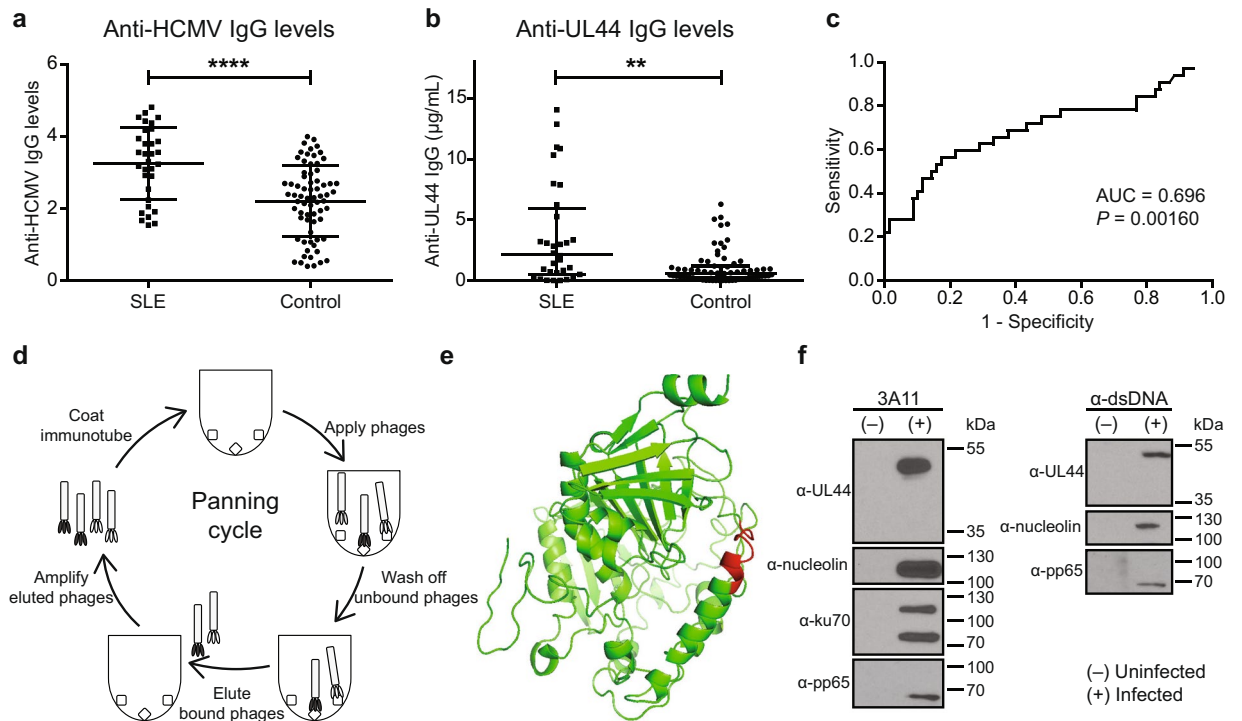 a
Anti-HCMV IgG levels
****
Anti-HCMV IgG levels
6
4
2
0
SLE
Control
b
Anti-UL44 IgG levels
**
Anti-UL44 IgG (µg/mL)
15
10
5
0
SLE
Control
c
Sensitivity
1.0
0.8
0.6
0.4
0.2
0.0
AUC = 0.696
P = 0.00160
0.0 0.2 0.4 0.6 0.8 1.0
1 - Specificity
d
Coat
immunotube
Apply phages
Panning
cycle
Amplify
eluted phages
Wash off
unbound phages
Elute
bound phages
e
f
3A11
(–) (+) kDa
α-UL44
55
35
α-nucleolin
130
100
α-ku70
130
100
70
α-pp65
100
70
α-dsDNA
(–) (+) kDa
α-UL44
55
35
α-nucleolin
130
100
α-pp65
100
70
(–) Uninfected
(+) Infected